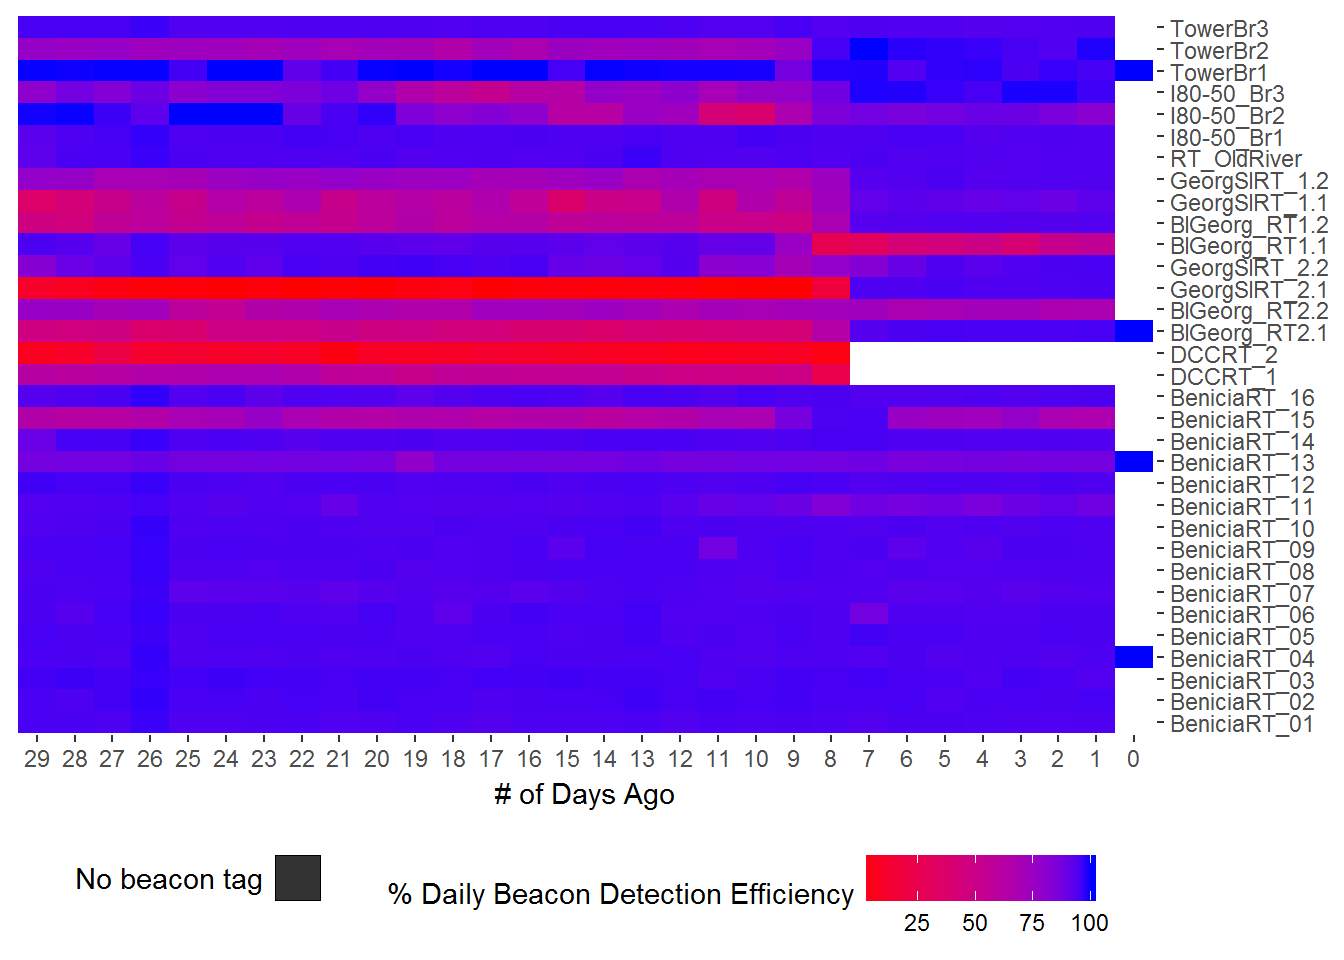 TowerBr3
TowerBr2
TowerBr1
I80-50_Br3
I80-50_Br2
I80-50_Br1
RT_OldRiver
GeorgSlRT_1.2
GeorgSlRT_1.1
BlGeorg_RT1.2
BlGeorg_RT1.1
GeorgSlRT_2.2
GeorgSlRT_2.1
BlGeorg_RT2.2
BlGeorg_RT2.1
DCCRT_2
DCCRT_1
BeniciaRT_16
BeniciaRT_15
BeniciaRT_14
BeniciaRT_13
BeniciaRT_12
BeniciaRT_11
BeniciaRT_10
BeniciaRT_09
BeniciaRT_08
BeniciaRT_07
BeniciaRT_06
BeniciaRT_05
BeniciaRT_04
BeniciaRT_03
BeniciaRT_02
BeniciaRT_01
29 28 27 26 25 24 23 22 21 20 19 18 17 16 15 14 13 12 11 10 9 8 7 6 5 4 3 2 1 0
# of Days Ago
No beacon tag
% Daily Beacon Detection Efficiency
25 50 75 100